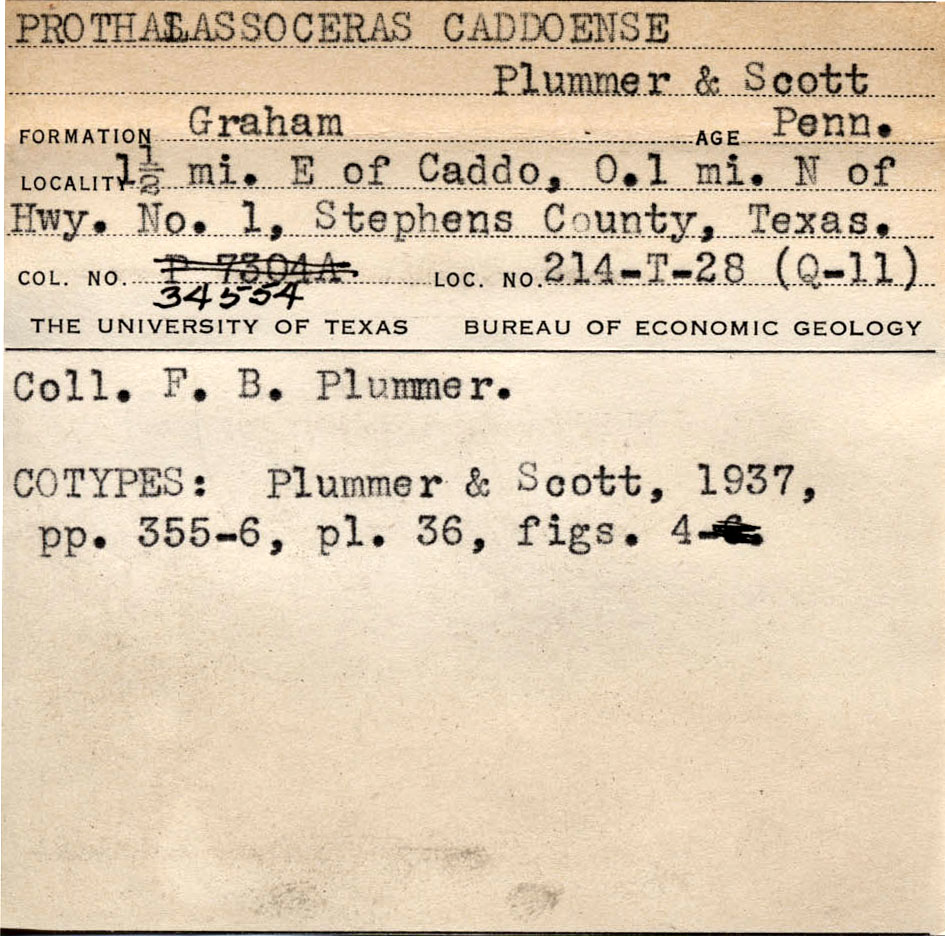 PROTHALASSOCERAS CADDOENSE
Plummer & Scott
FORMATION Graham AGE Penn.
LOCALITY 1½ mi. E of Caddo, 0.1 mi. N of
Hwy. No. 1, Stephens County, Texas.
COL. NO. P 7304A LOC. NO. 214-T-28 (Q-11)
34554
THE UNIVERSITY OF TEXAS BUREAU OF ECONOMIC GEOLOGY
Coll. F. B. Plummer.
COTYPES: Plummer & Scott, 1937,
pp. 355-6, pl. 36, figs. 4